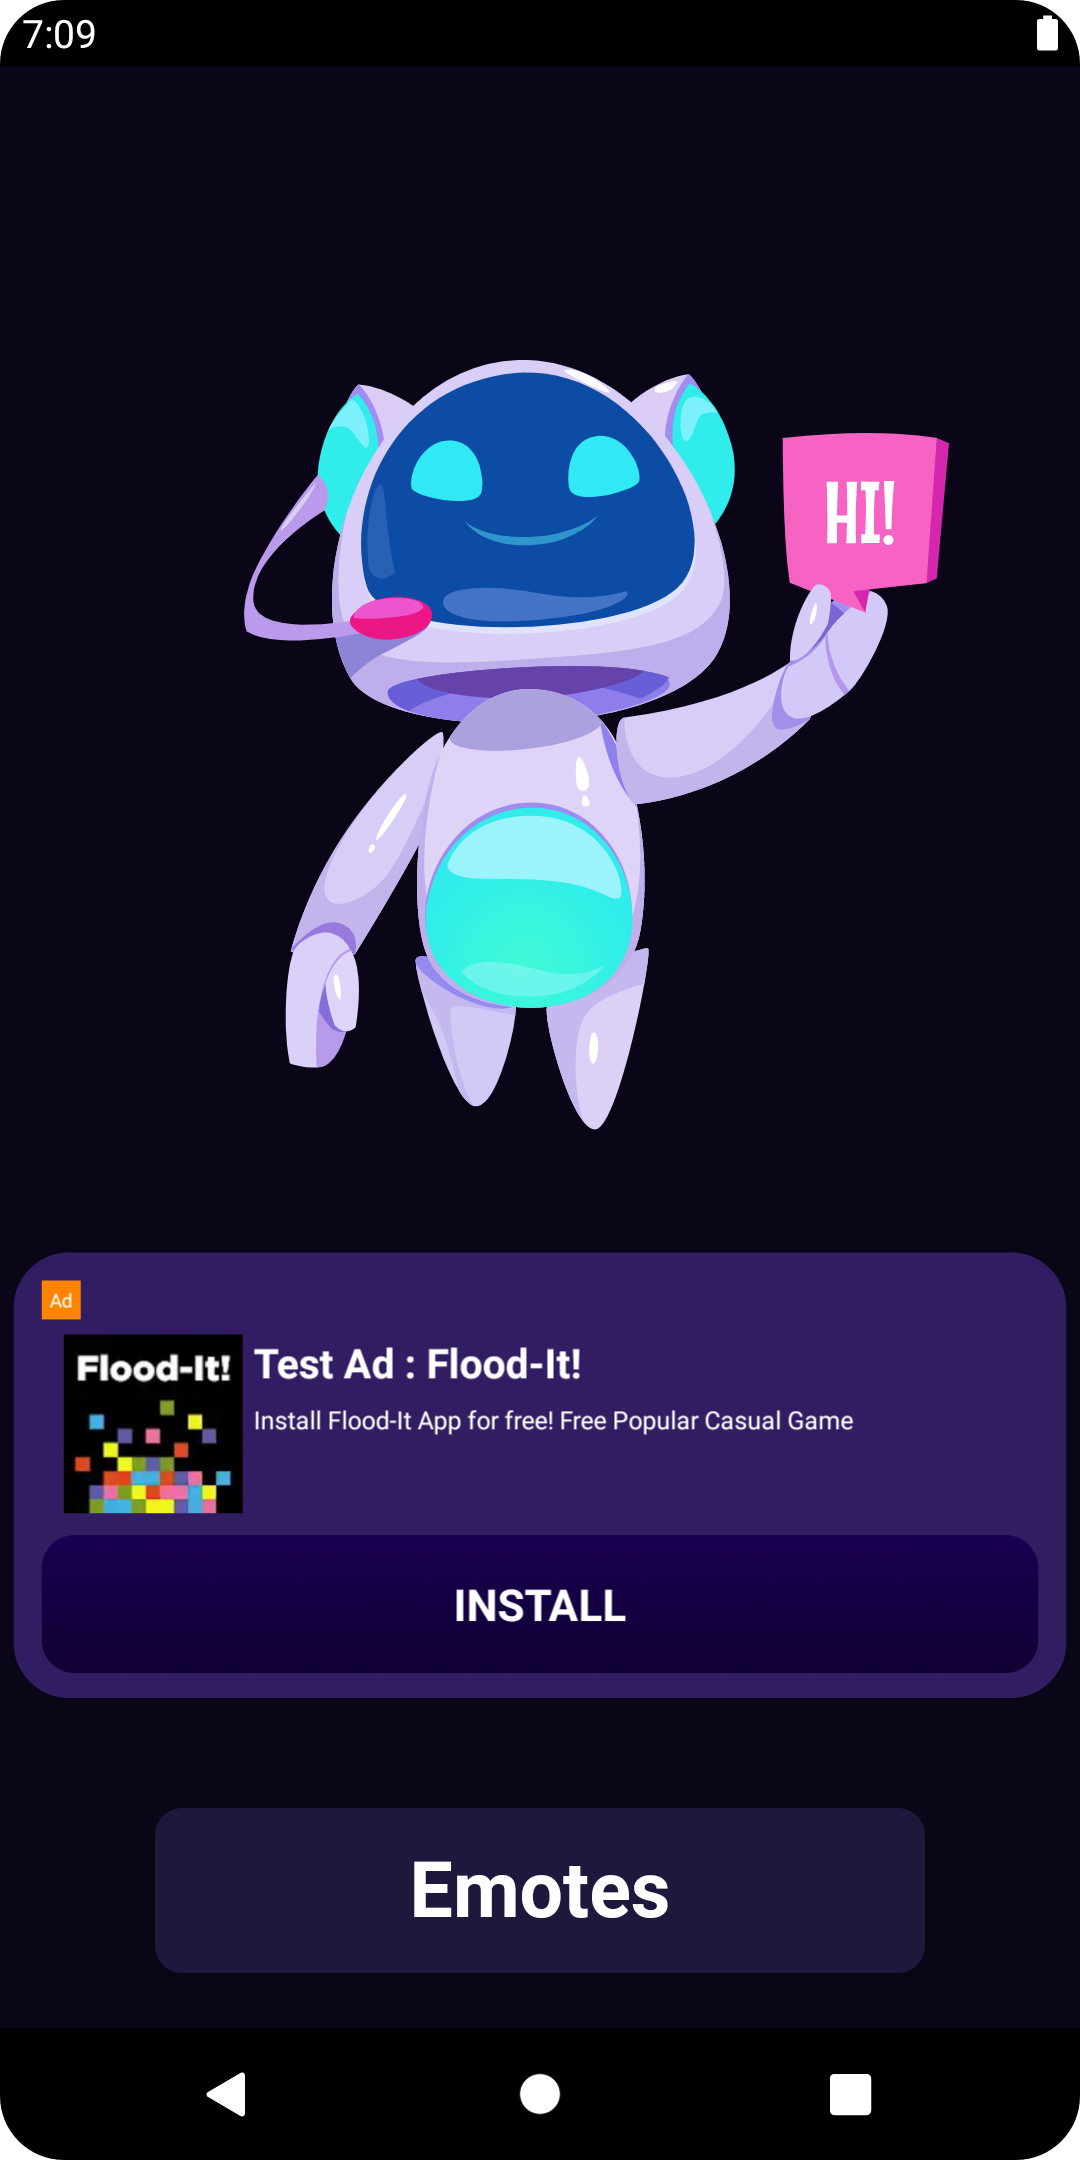 7:09
HI!
Ad
Flood-It!
Test Ad : Flood-It!
Install Flood-It App for free! Free Popular Casual Game
INSTALL
Emotes